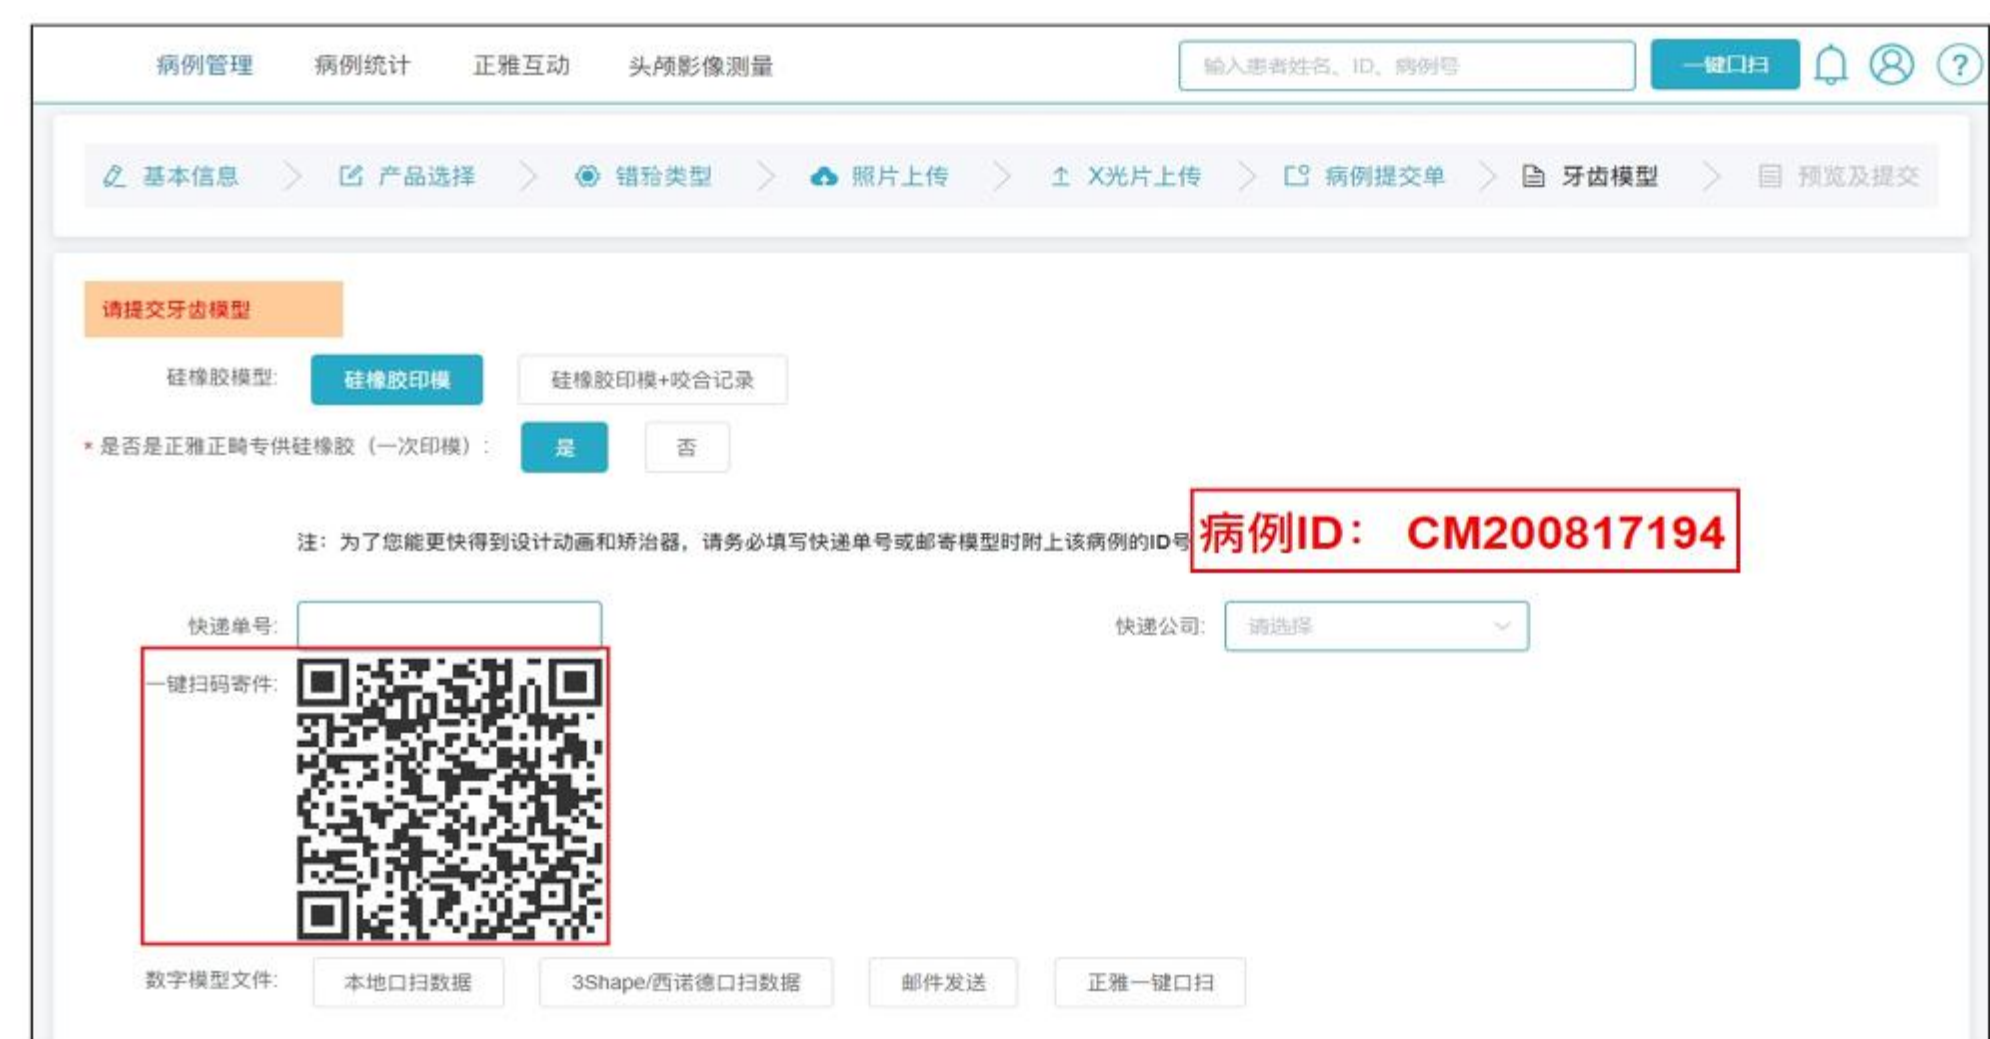 病例管理 病例统计 正雅互动 头颅影像测量 输入患者姓名、ID、病例号 一键口扫
基本信息 产品选择 错𬌗类型 照片上传 X光片上传 病例提交单 牙齿模型 预览及提交
请提交牙齿模型
硅橡胶模型: 硅橡胶印模 硅橡胶印模+咬合记录
* 是否是正雅正畸专供硅橡胶（一次印模）: 是 否
注：为了您能更快得到设计动画和矫治器，请务必填写快递单号或邮寄模型时附上该病例的ID号 病例ID： CM200817194
快递单号: 快递公司: 请选择
一键扫码寄件:
数字模型文件: 本地口扫数据 3Shape/西诺德口扫数据 邮件发送 正雅一键口扫